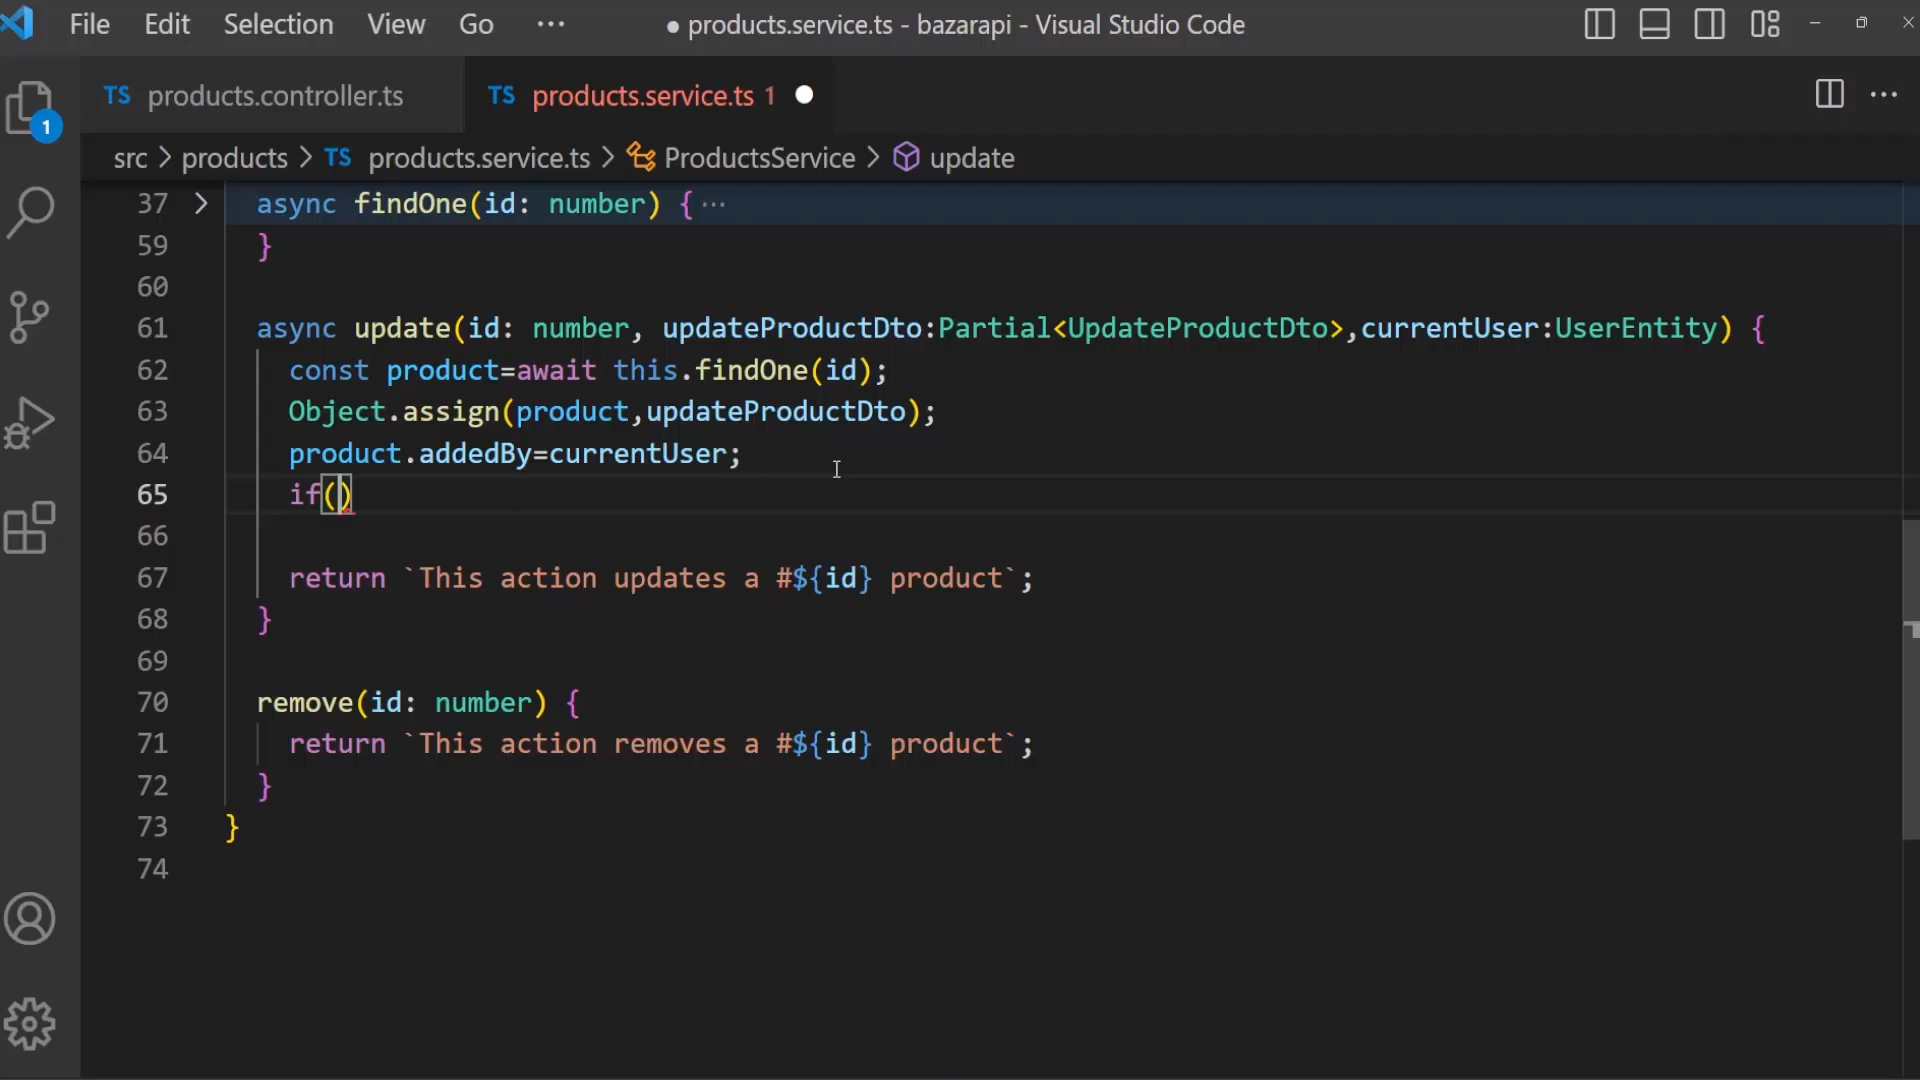 File Edit Selection View Go ··· ● products.service.ts - bazarapi - Visual Studio Code
TS products.controller.ts TS products.service.ts 1 ●
1
src > products > TS products.service.ts > ProductsService > update
37 async findOne(id: number) { ···
59 }
60
61 async update(id: number, updateProductDto:Partial<UpdateProductDto>,currentUser:UserEntity) {
62 const product=await this.findOne(id);
63 Object.assign(product,updateProductDto);
64 product.addedBy=currentUser;
65 if()
66
67 return `This action updates a #${id} product`;
68 }
69
70 remove(id: number) {
71 return `This action removes a #${id} product`;
72 }
73 }
74